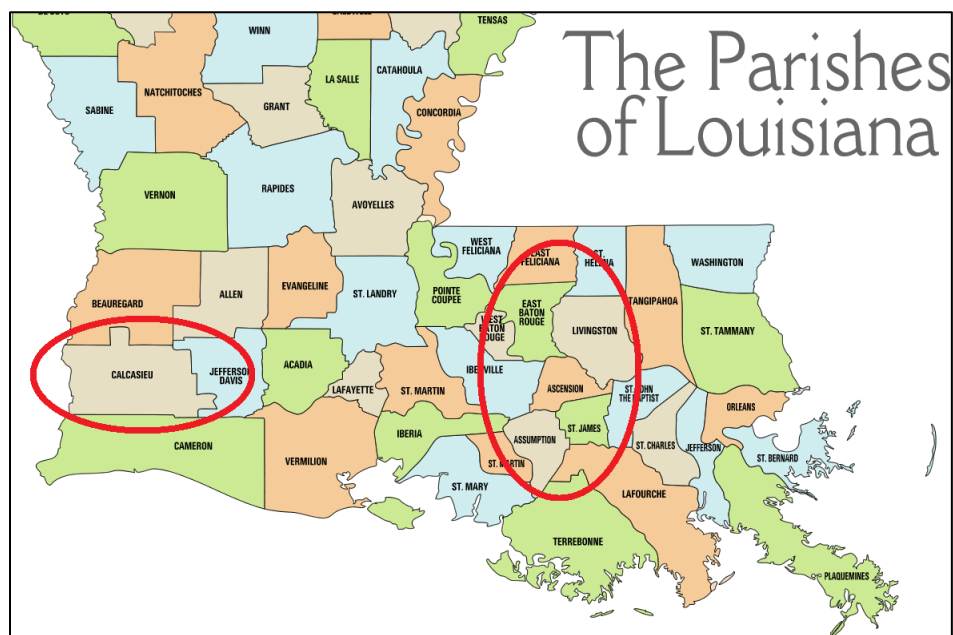 The Parishes
of Louisiana
TENSAS
WINN
LA SALLE
CATAHOULA
NATCHITOCHES
GRANT
SABINE
CONCORDIA
VERNON
RAPIDES
AVOYELLES
WEST
FELICIANA
EAST
FELICIANA
ST.
HELENA
WASHINGTON
BEAUREGARD
ALLEN
EVANGELINE
ST. LANDRY
POINTE
COUPEE
EAST
BATON
ROUGE
WEST
BATON
ROUGE
LIVINGSTON
TANGIPAHOA
ST. TAMMANY
CALCASIEU
JEFFERSON
DAVIS
ACADIA
LAFAYETTE
ST. MARTIN
IBERVILLE
ASCENSION
ST. JOHN
THE BAPTIST
ORLEANS
CAMERON
VERMILION
IBERIA
ASSUMPTION
ST. JAMES
ST. CHARLES
JEFFERSON
ST. BERNARD
ST. MARTIN
ST. MARY
LAFOURCHE
TERREBONNE
PLAQUEMINES